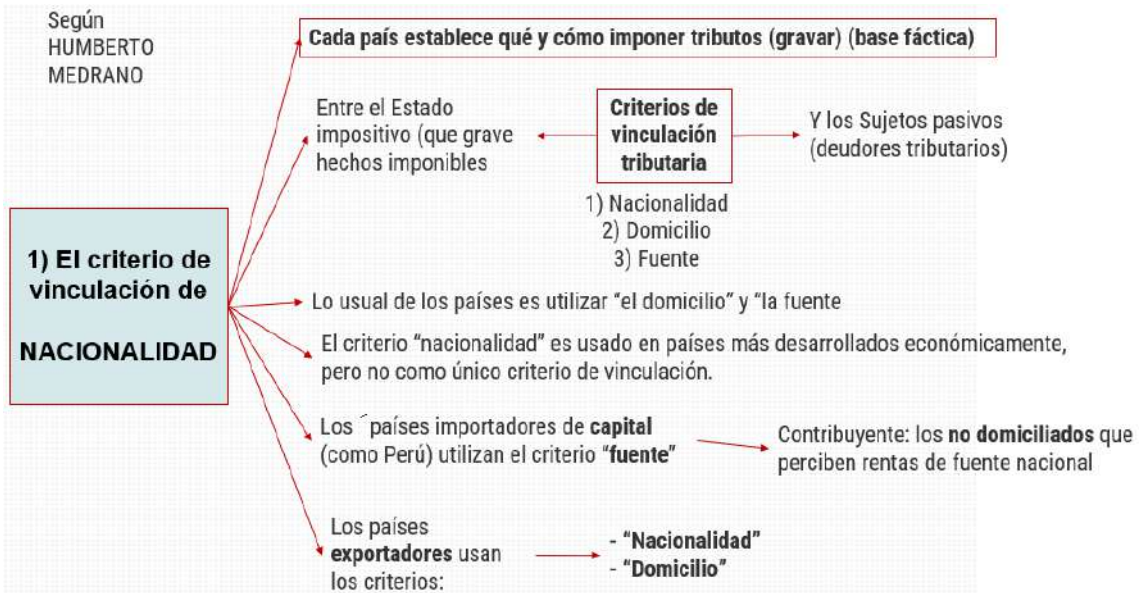 Según
HUMBERTO
MEDRANO
Cada país establece qué y cómo imponer tributos (gravar) (base fáctica)
Entre el Estado
impositivo (que grave
hechos imponibles
Criterios de
vinculación
tributaria
Y los Sujetos pasivos
(deudores tributarios)
1) Nacionalidad
2) Domicilio
3) Fuente
1) El criterio de
vinculación de
NACIONALIDAD
Lo usual de los países es utilizar “el domicilio” y “la fuente
El criterio “nacionalidad” es usado en países más desarrollados económicamente,
pero no como único criterio de vinculación.
Los ´países importadores de capital
(como Perú) utilizan el criterio “fuente”
Contribuyente: los no domiciliados que
perciben rentas de fuente nacional
Los países
exportadores usan
los criterios:
- “Nacionalidad”
- “Domicilio”